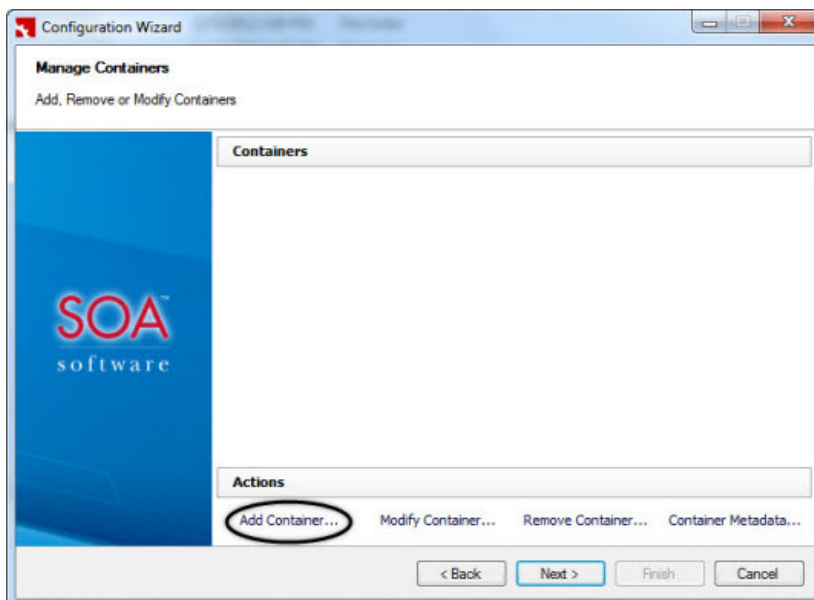 Configuration Wizard
Manage Containers
Add, Remove or Modify Containers
Containers
SOA™
software
Actions
Add Container... Modify Container... Remove Container... Container Metadata...
< Back Next > Finish Cancel